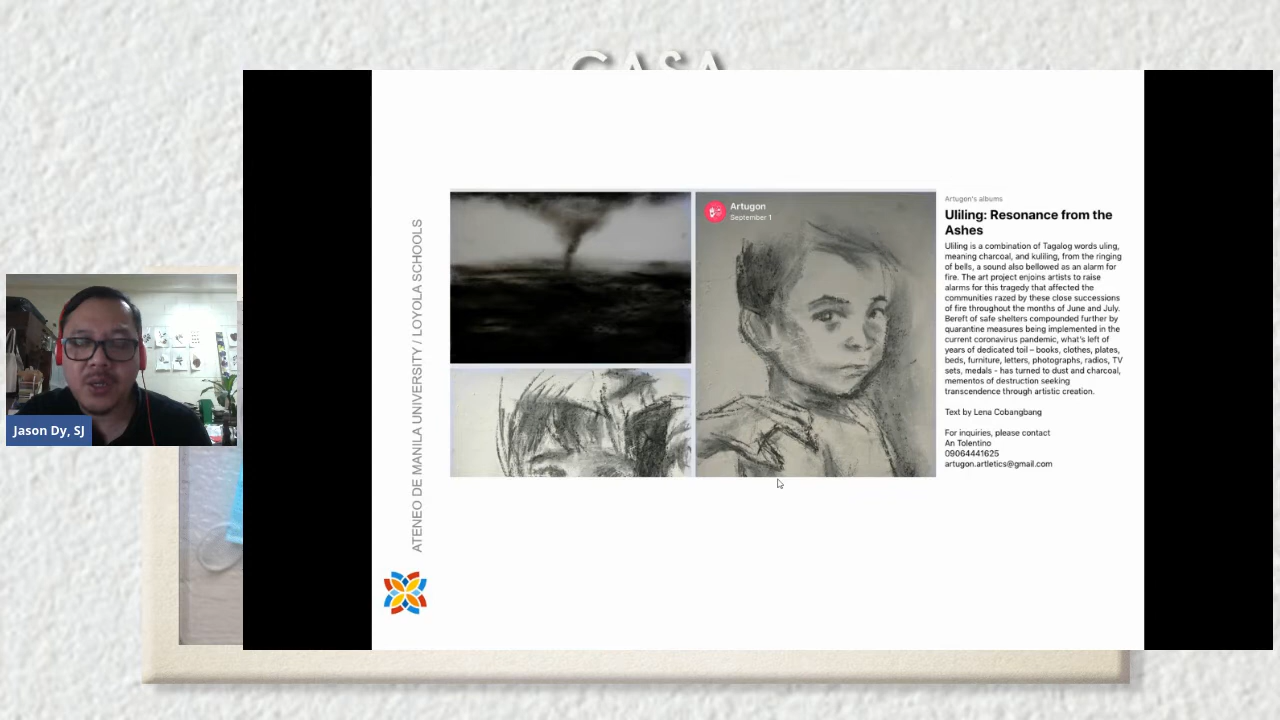 CASA
Jason Dy, SJ
ATENEO DE MANILA UNIVERSITY / LOYOLA SCHOOLS
Artugon
September 1
Artugon's albums
Uliling: Resonance from the
Ashes
Uliling is a combination of Tagalog words uling,
meaning charcoal, and kuliling, from the ringing
of bells, a sound also bellowed as an alarm for
fire. The art project enjoins artists to raise
alarms for this tragedy that affected the
communities razed by these close successions
of fire throughout the months of June and July.
Bereft of safe shelters compounded further by
quarantine measures being implemented in the
current coronavirus pandemic, what's left of
years of dedicated toil – books, clothes, plates,
beds, furniture, letters, photographs, radios, TV
sets, medals - has turned to dust and charcoal,
mementos of destruction seeking
transcendence through artistic creation.
Text by Lena Cobangbang
For inquiries, please contact
An Tolentino
09064441625
artugon.artletics@gmail.com